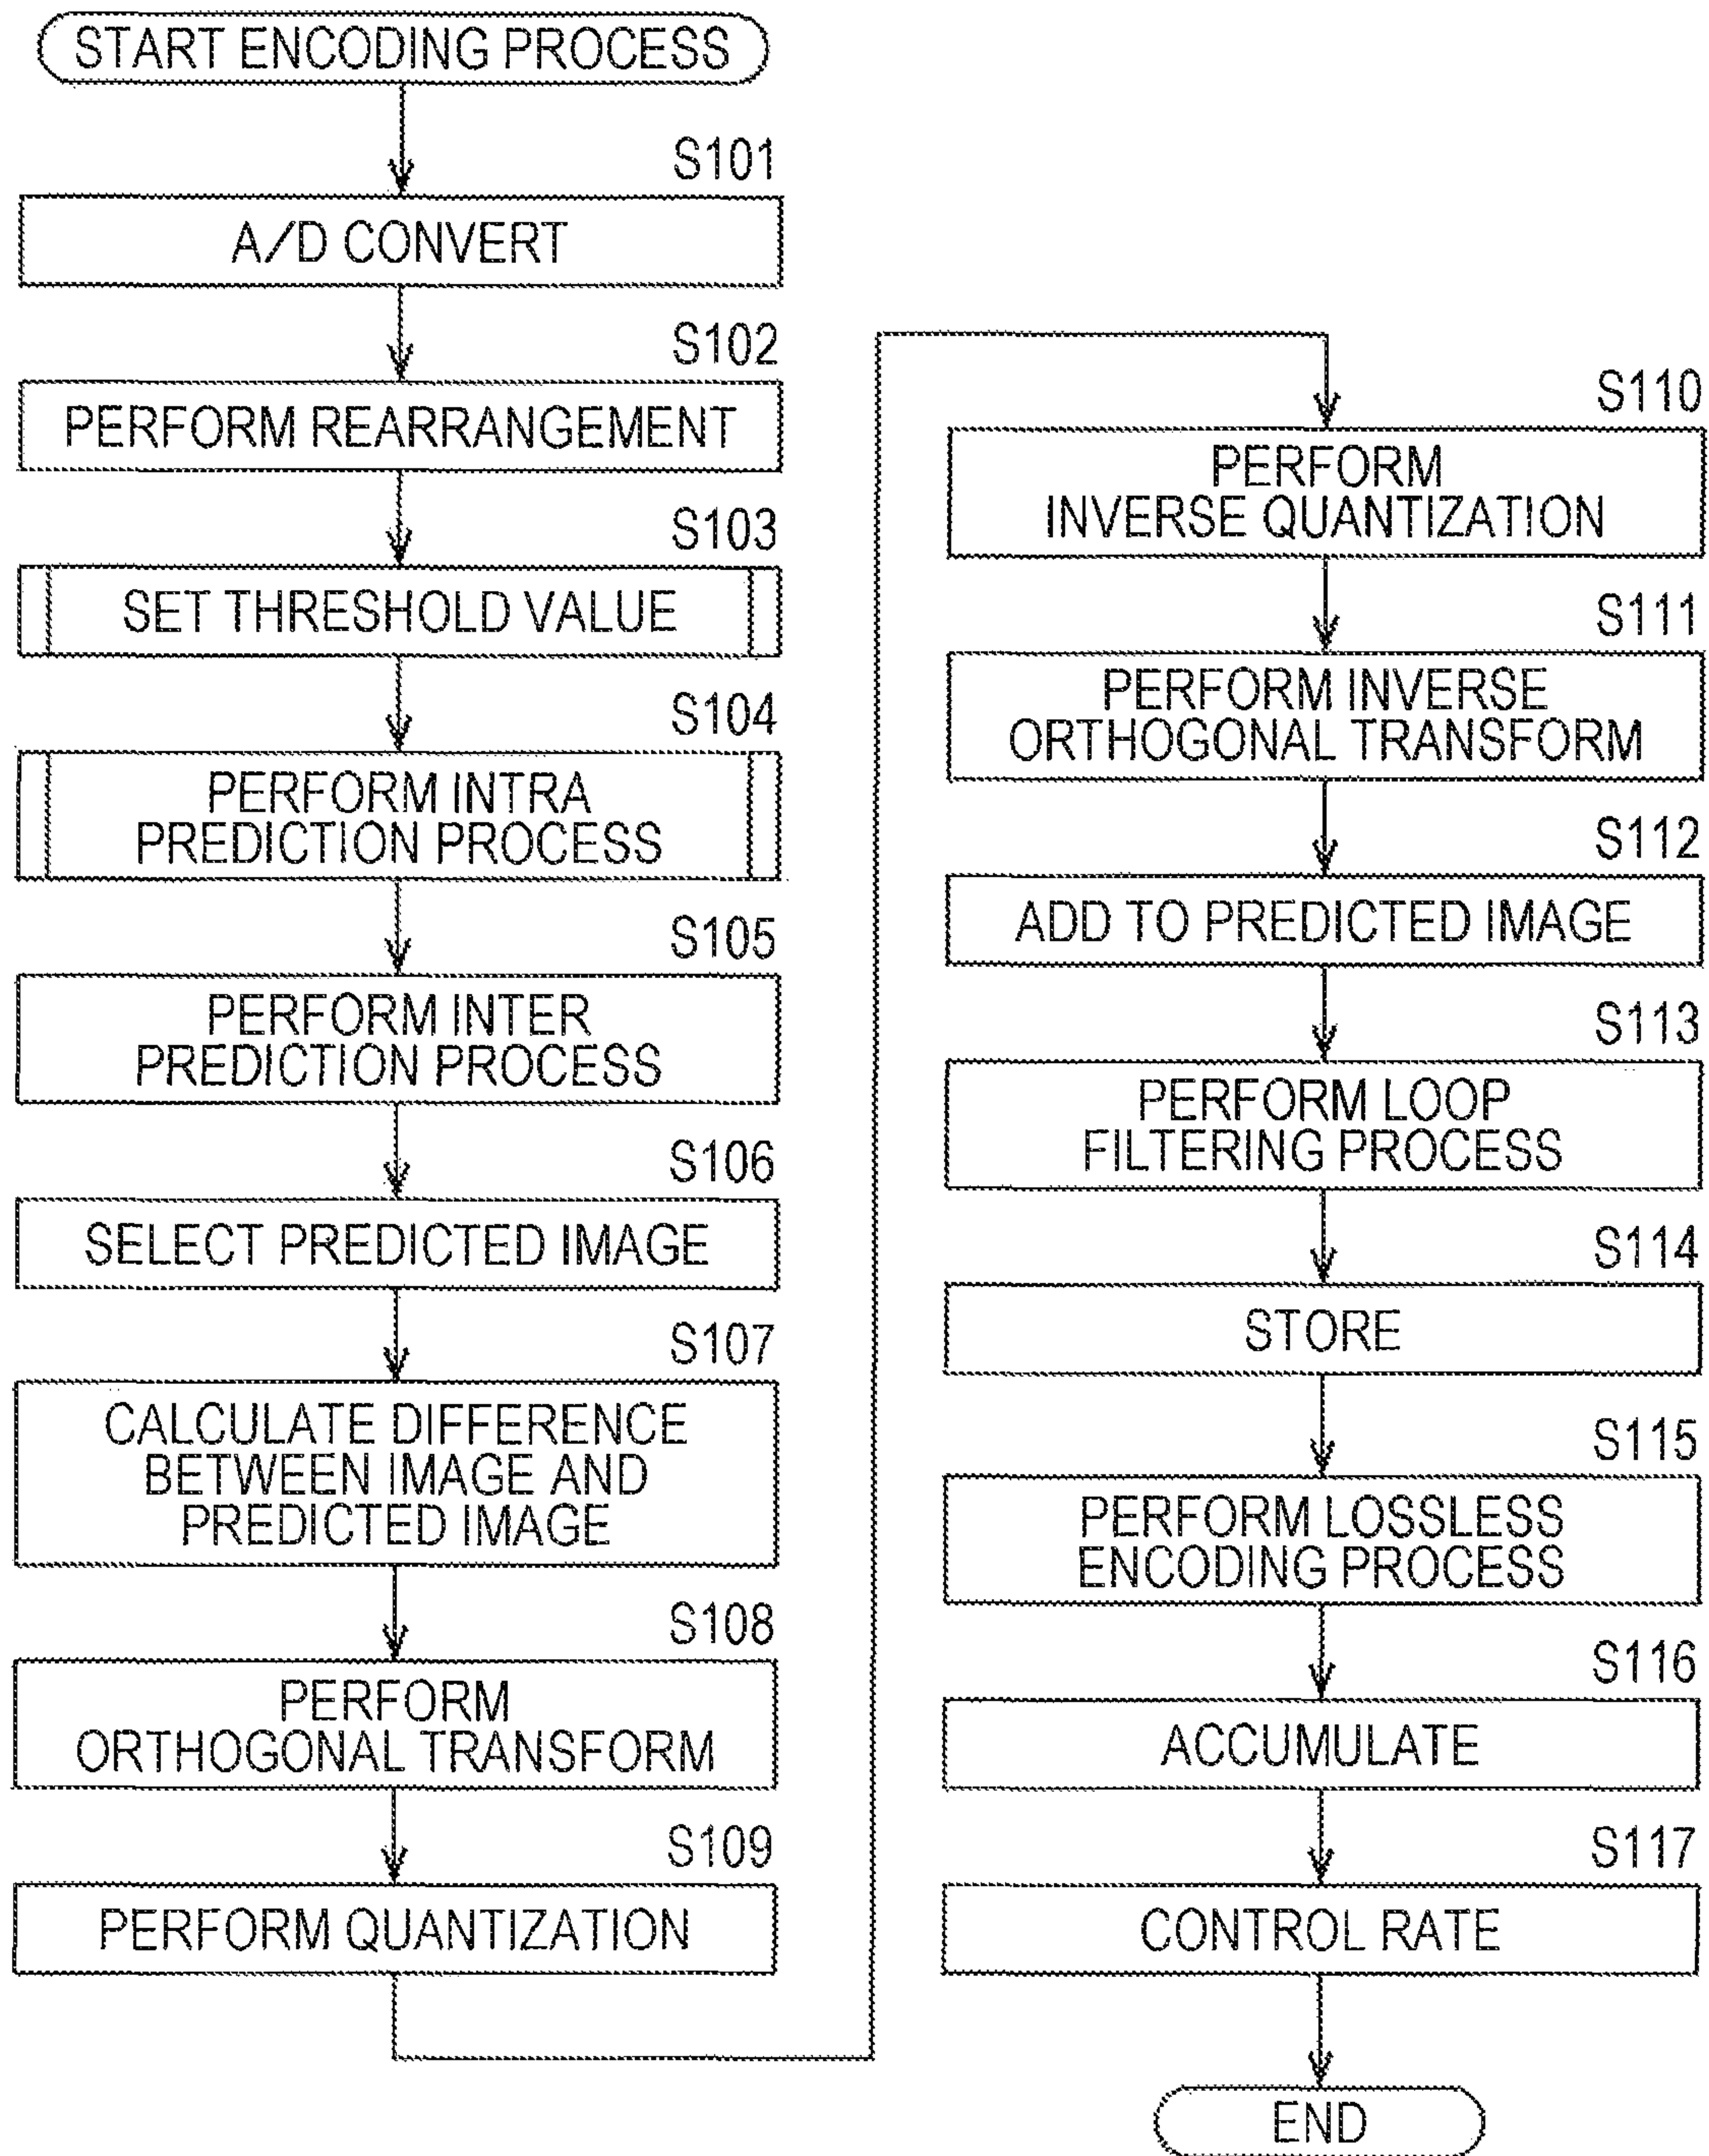 START ENCODING PROCESS
S101
A/D CONVERT
S102
PERFORM REARRANGEMENT
S103
SET THRESHOLD VALUE
S104
PERFORM INTRA
PREDICTION PROCESS
S105
PERFORM INTER
PREDICTION PROCESS
S106
SELECT PREDICTED IMAGE
S107
CALCULATE DIFFERENCE
BETWEEN IMAGE AND
PREDICTED IMAGE
S108
PERFORM
ORTHOGONAL TRANSFORM
S109
PERFORM QUANTIZATION
S110
PERFORM
INVERSE QUANTIZATION
S111
PERFORM INVERSE
ORTHOGONAL TRANSFORM
S112
ADD TO PREDICTED IMAGE
S113
PERFORM LOOP
FILTERING PROCESS
S114
STORE
S115
PERFORM LOSSLESS
ENCODING PROCESS
S116
ACCUMULATE
S117
CONTROL RATE
END